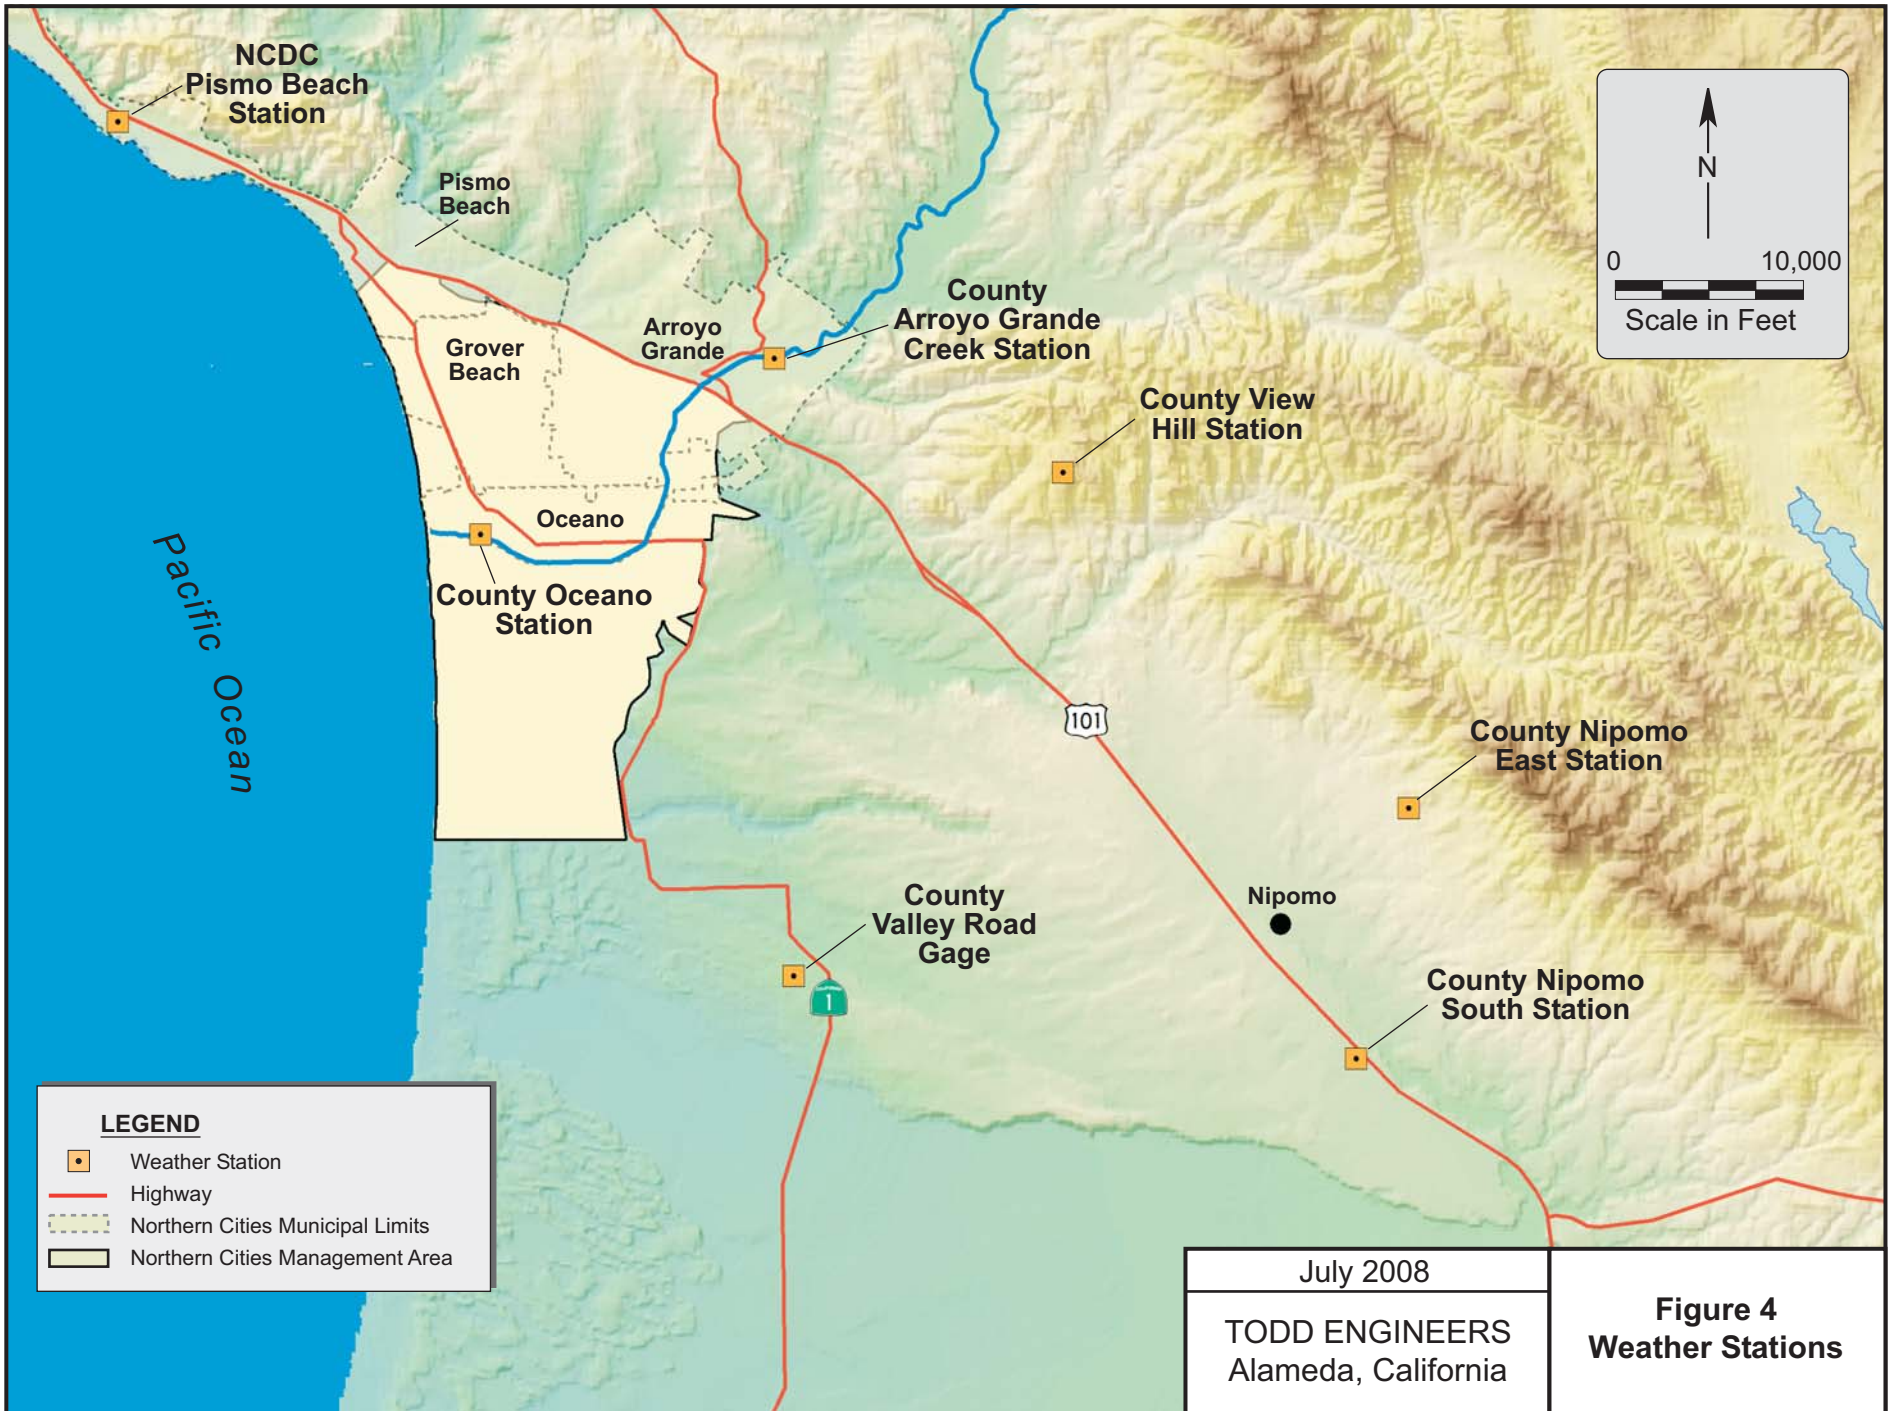 NCDC
Pismo Beach
Station
Pismo
Beach
N
0 10,000
Scale in Feet
County
Arroyo Grande
Creek Station
Arroyo
Grande
Grover
Beach
County View
Hill Station
Oceano
County Oceano
Station
Pacific Ocean
101
County Nipomo
East Station
Nipomo
County
Valley Road
Gage
1
County Nipomo
South Station
LEGEND
Weather Station
Highway
Northern Cities Municipal Limits
Northern Cities Management Area
July 2008
TODD ENGINEERS
Alameda, California
Figure 4
Weather Stations